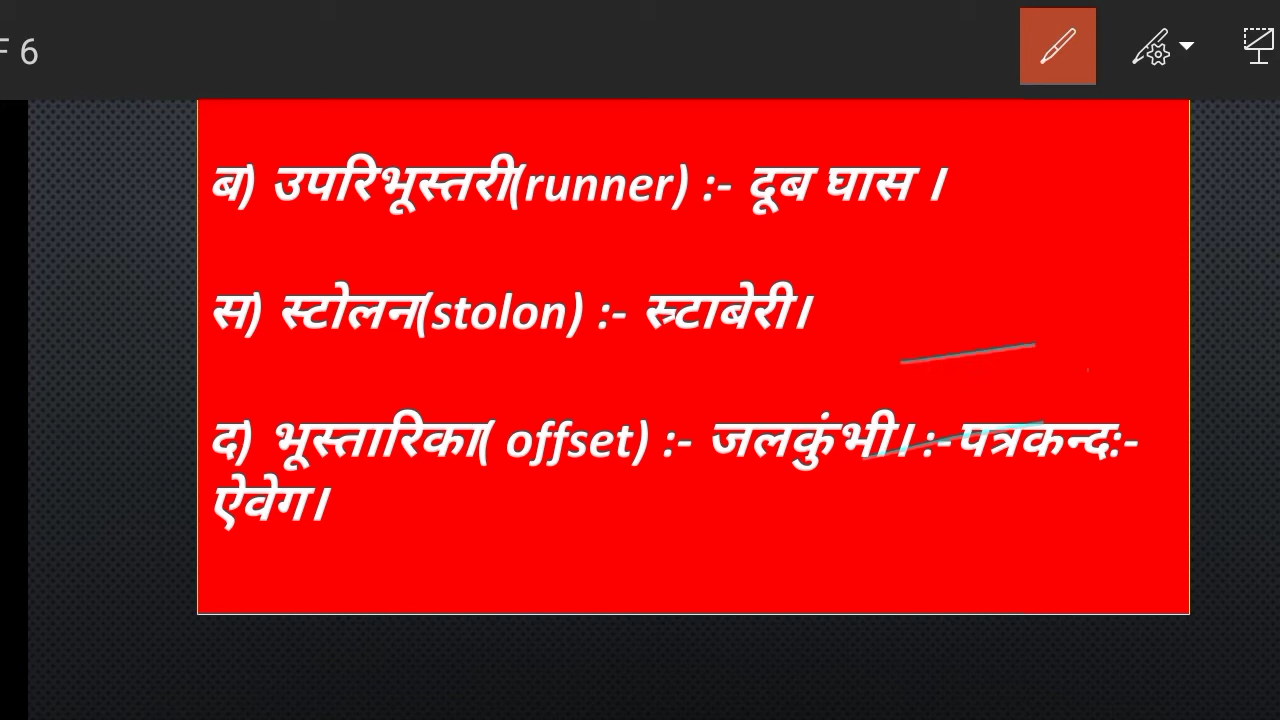 F 6
ब) उपरिभूस्तरी(runner) :- दूब घास ।
स) स्टोलन(stolon) :- स्र्टाबेरी।
द) भूस्तारिका( offset) :- जलकुंभी। :-पत्रकन्द:-
ऐवेग।